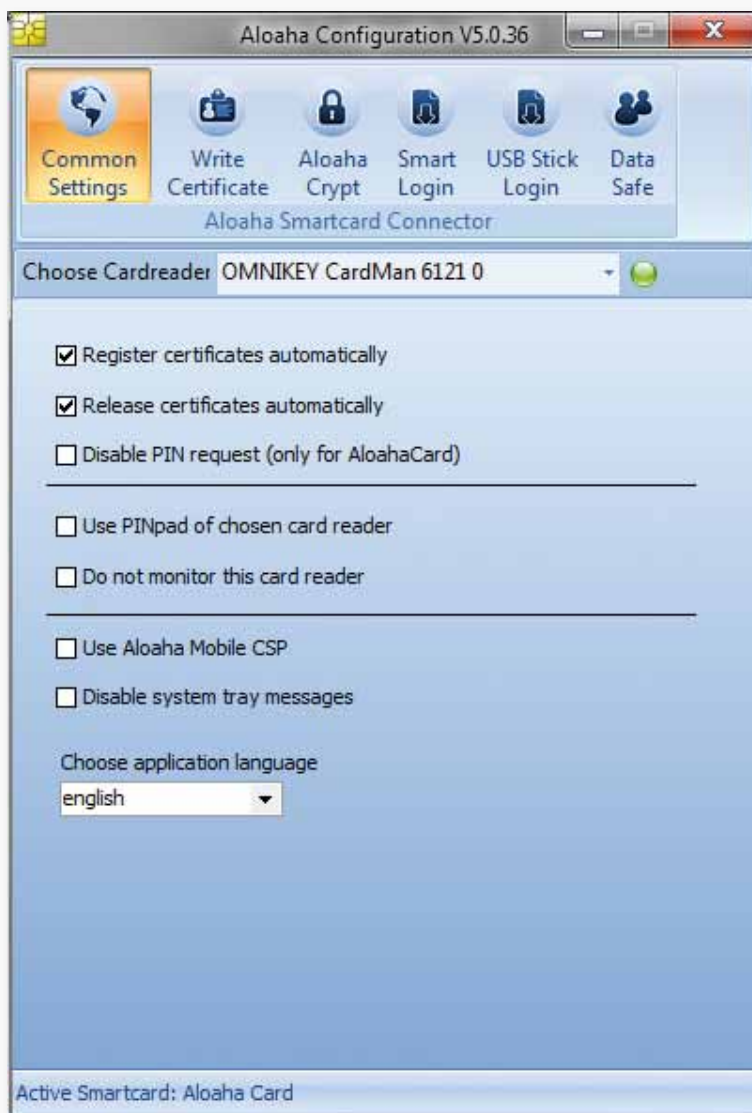 Aloaha Configuration V5.0.36
Common Settings
Write Certificate
Aloaha Crypt
Smart Login
USB Stick Login
Data Safe
Aloaha Smartcard Connector
Choose Cardreader OMNIKEY CardMan 6121 0
Register certificates automatically
Release certificates automatically
Disable PIN request (only for AloahaCard)
Use PINpad of chosen card reader
Do not monitor this card reader
Use Aloaha Mobile CSP
Disable system tray messages
Choose application language
english
Active Smartcard: Aloaha Card